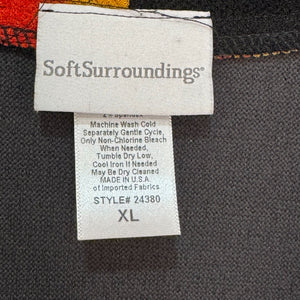 SoftSurroundings®
Machine Wash Cold
Separately Gentle Cycle,
Only Non-Chlorine Bleach
When Needed,
Tumble Dry Low,
Cool Iron If Needed
May Be Dry Cleaned
MADE IN U.S.A.
of Imported Fabrics
STYLE# 24380
XL